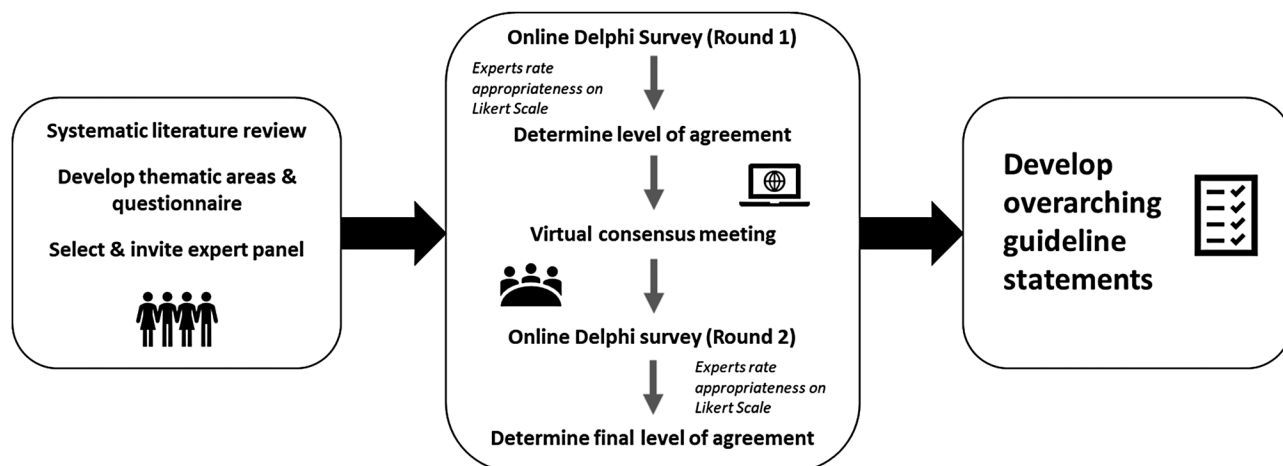 Systematic literature review
Develop thematic areas &
questionnaire
Select & invite expert panel
Online Delphi Survey (Round 1)
Experts rate
appropriateness on
Likert Scale
Determine level of agreement
Virtual consensus meeting
Online Delphi survey (Round 2)
Experts rate
appropriateness on
Likert Scale
Determine final level of agreement
Develop
overarching
guideline
statements